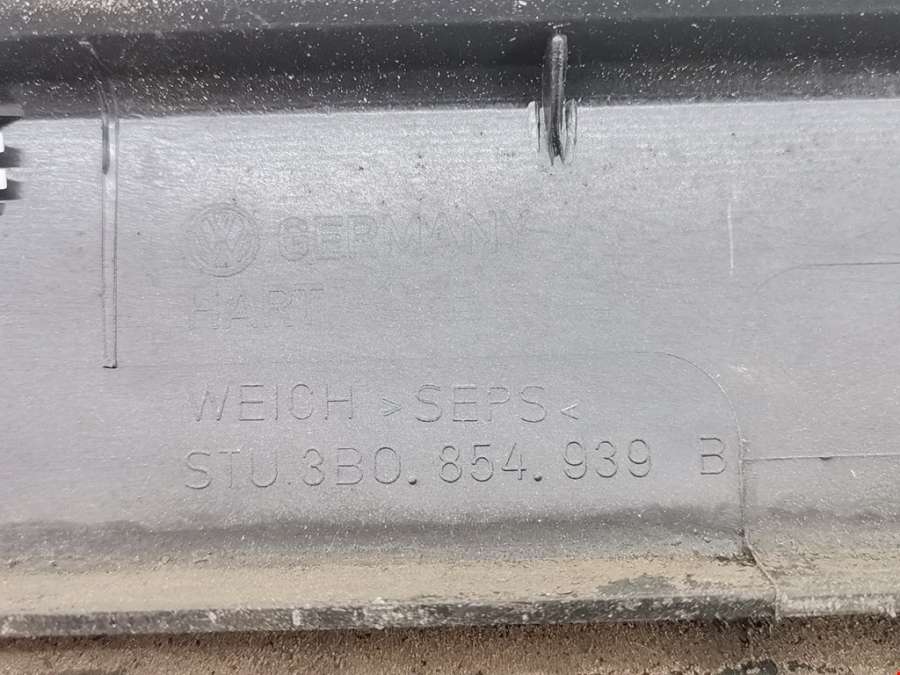 GERMANY
HART
WEICH >SEPS<
STU.3B0.854.939 B